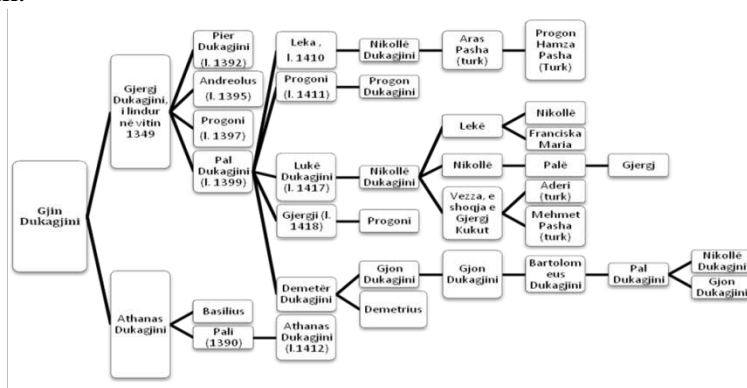 Gjin
Dukagjini
Gjergj
Dukagjini,
i lindur
në vitin
1349
Athanas
Dukagjini
Pier
Dukagjini
(l. 1392)
Andreolus
(l. 1395)
Progoni
(l. 1397)
Pal
Dukagjini
(l. 1399)
Basilius
Pali
(1390)
Leka ,
l. 1410
Progoni
(l. 1411)
Lukë
Dukagjini
(l. 1417)
Gjergji (l.
1418)
Demetër
Dukagjini
Athanas
Dukagjini
(l.1412)
Nikollë
Dukagjini
Progon
Dukagjini
Nikollë
Dukagjini
Progoni
Gjon
Dukagjini
Demetrius
Aras
Pasha
(turk)
Lekë
Nikollë
Vezza, e
shoqja e
Gjergj
Kukut
Gjon
Dukagjini
Progon
Hamza
Pasha
(Turk)
Nikollë
Franciska
Maria
Palë
Aderi
(turk)
Mehmet
Pasha
(turk)
Bartolom
eus
Dukagjini
Gjergj
Pal
Dukagjini
Nikollë
Dukagjini
Gjon
Dukagjini